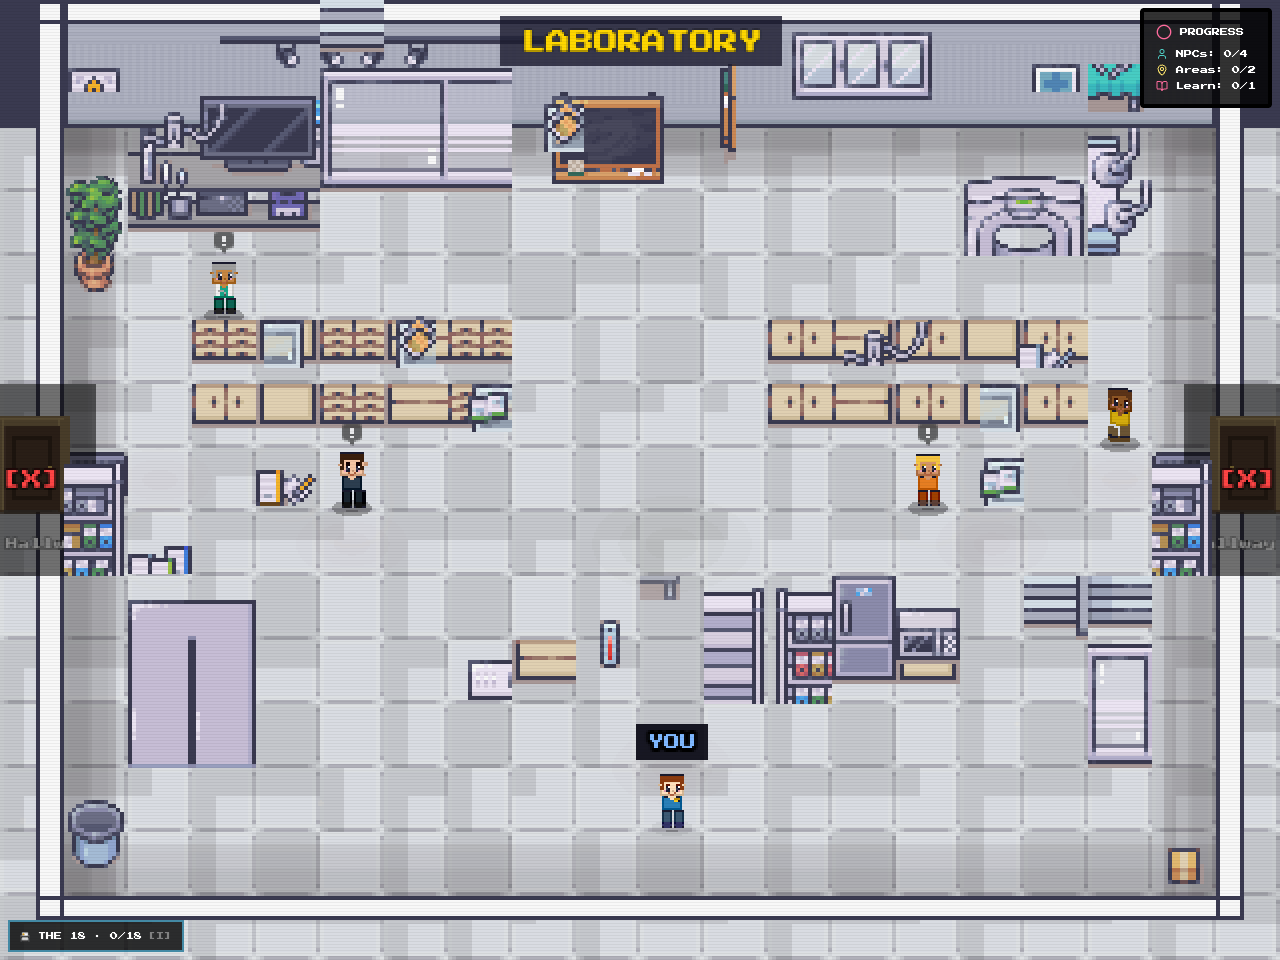 LABORATORY
PROGRESS
NPCs: 0/4
Areas: 0/2
Learn: 0/1
[X]
[X]
YOU
THE 18 · 0/18 [I]